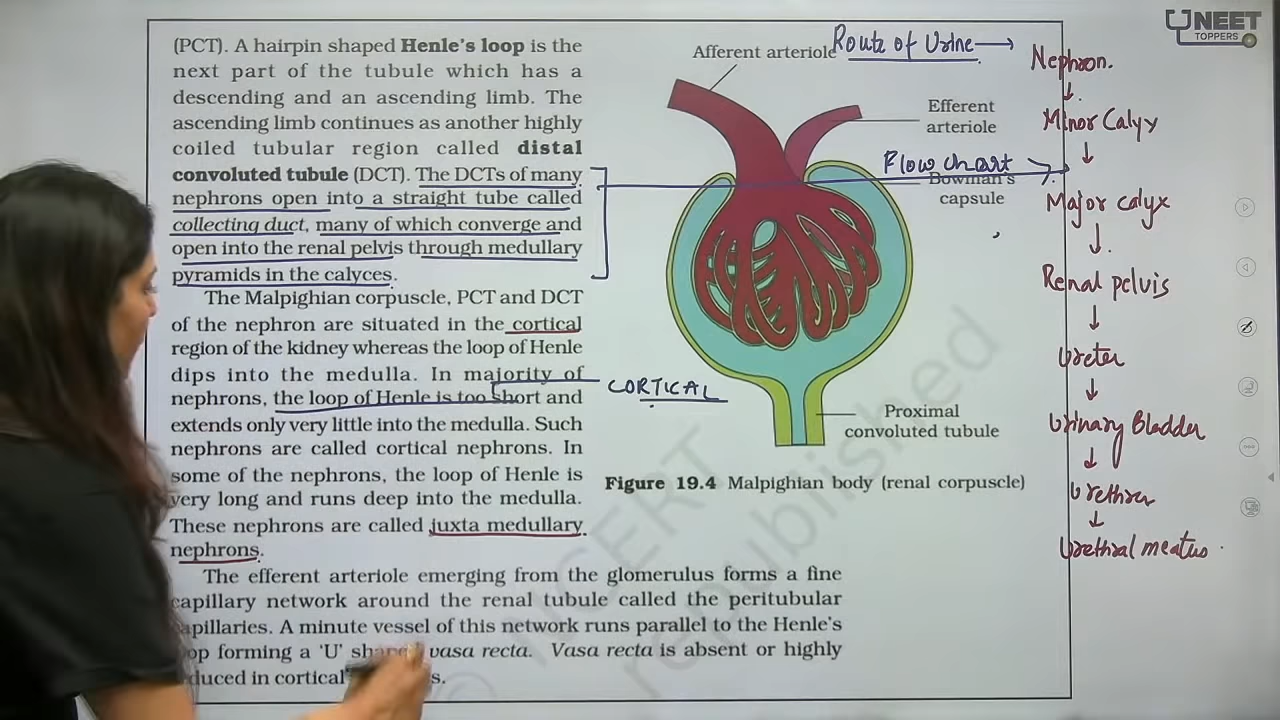 (PCT). A hairpin shaped Henle's loop is the
next part of the tubule which has a
descending and an ascending limb. The
ascending limb continues as another highly
coiled tubular region called distal
convoluted tubule (DCT). The DCTs of many
nephrons open into a straight tube called
collecting duct, many of which converge and
open into the renal pelvis through medullary
pyramids in the calyces.
The Malpighian corpuscle, PCT and DCT
of the nephron are situated in the cortical
region of the kidney whereas the loop of Henle
dips into the medulla. In majority of
nephrons, the loop of Henle is too short and
extends only very little into the medulla. Such
nephrons are called cortical nephrons. In
some of the nephrons, the loop of Henle is
very long and runs deep into the medulla.
These nephrons are called juxta medullary
nephrons.
The efferent arteriole emerging from the glomerulus forms a fine
capillary network around the renal tubule called the peritubular
capillaries. A minute vessel of this network runs parallel to the Henle's
forming a 'U' vasa recta. Vasa recta is absent or highly
in cortical
CORTICAL
Afferent arteriole
Efferent
arteriole
Bowman's
capsule
Proximal
convoluted tubule
Figure 19.4 Malpighian body (renal corpuscle)
Route of Urine →
Flow chart
Nephron.
↓
Minor Calyx
↓
Major calyx
↓
Renal pelvis
↓
Ureter
↓
Urinary Bladder
↓
Urethra
↓
Urethral meatus
UNEET
TOPPERS
© NCERT
republished